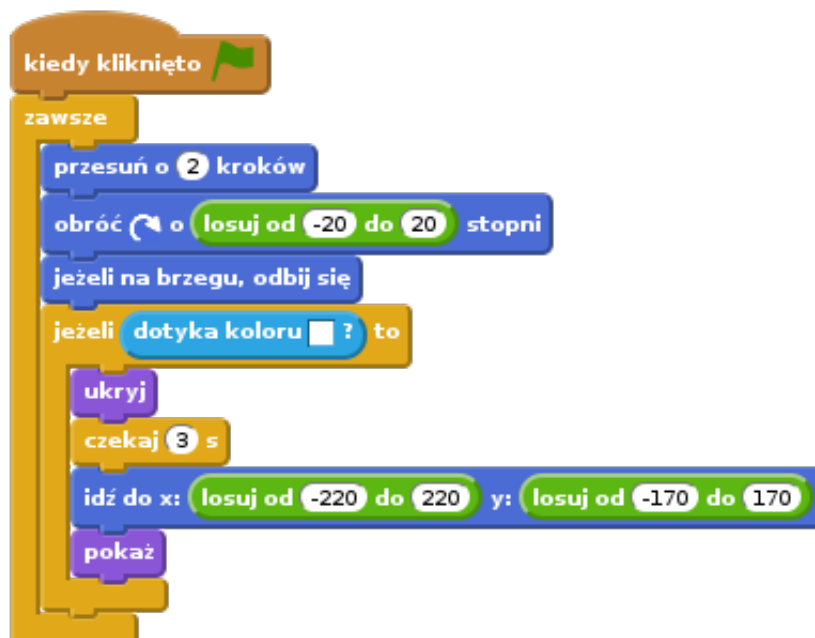 kiedy kliknięto
zawsze
przesuń o 2 kroków
obróć o losuj od -20 do 20 stopni
jeżeli na brzegu, odbij się
jeżeli dotyka koloru ? to
ukryj
czekaj 3 s
idź do x: losuj od -220 do 220 y: losuj od -170 do 170
pokaż